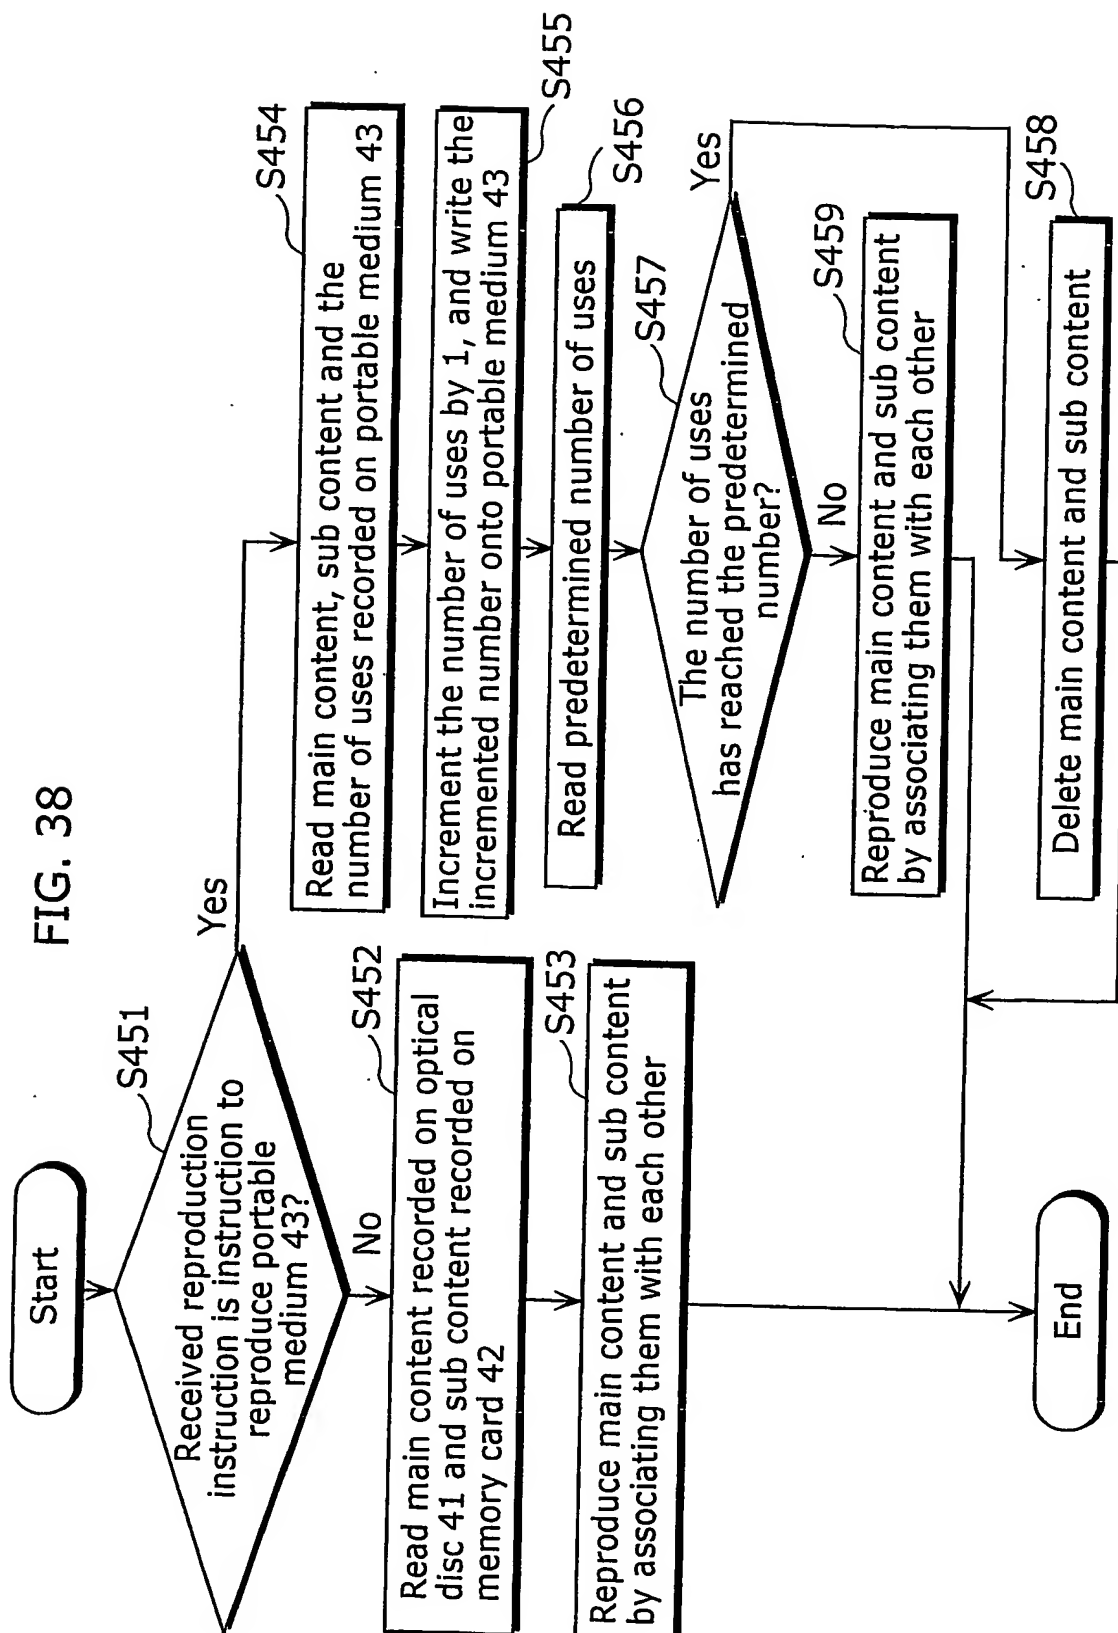 FIG. 38
Start
S451
Received reproduction
instruction is instruction to
reproduce portable
medium 43?
Yes
No
S452
Read main content recorded on optical
disc 41 and sub content recorded on
memory card 42
S453
Reproduce main content and sub content
by associating them with each other
End
S454
Read main content, sub content and the
number of uses recorded on portable medium 43
S455
Increment the number of uses by 1, and write the
incremented number onto portable medium 43
S456
Read predetermined number of uses
S457
The number of uses
has reached the predetermined
number?
Yes
No
S459
Reproduce main content and sub content
by associating them with each other
S458
Delete main content and sub content